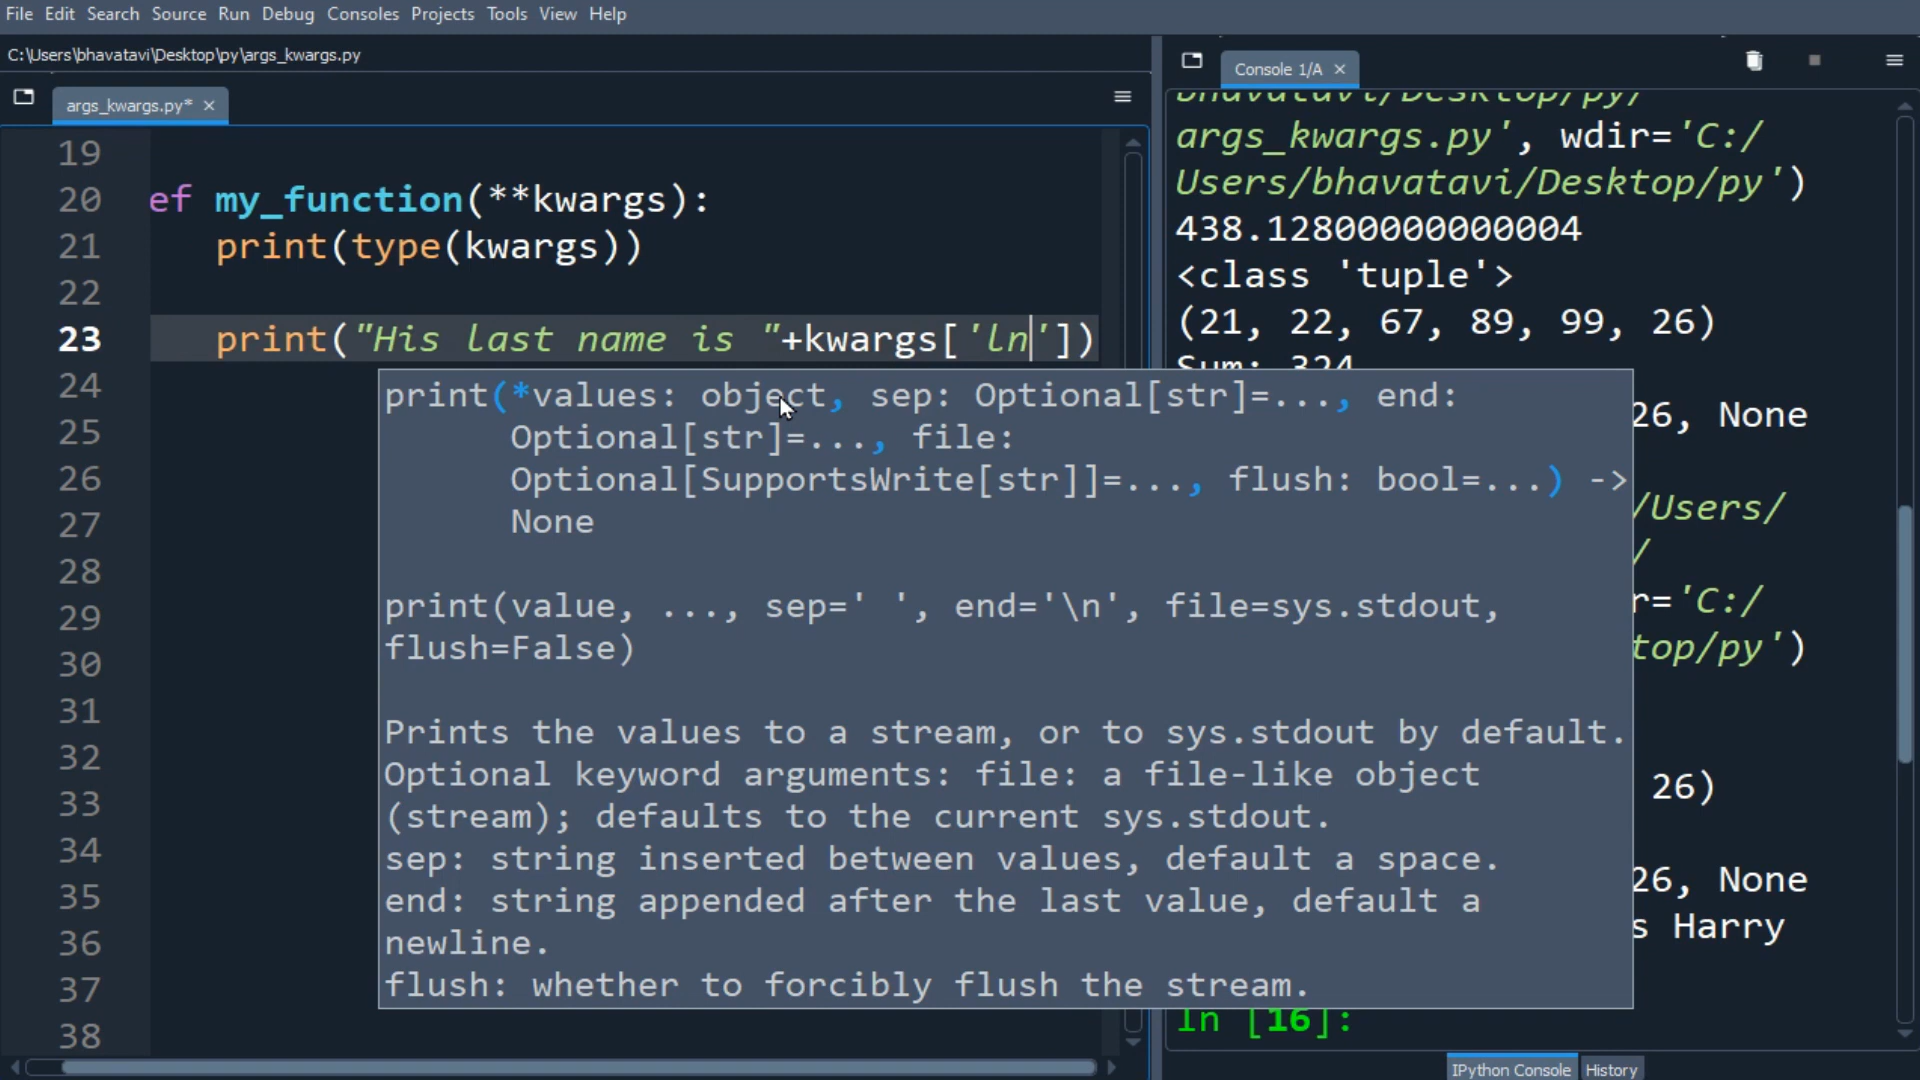 File Edit Search Source Run Debug Consoles Projects Tools View Help
C:\Users\bhavatavi\Desktop\py\args_kwargs.py
args_kwargs.py*
19
20 ef my_function(**kwargs):
21 print(type(kwargs))
22
23 print("His last name is "+kwargs['ln'])
24
25
26
27
28
29
30
31
32
33
34
35
36
37
38
print(*values: object, sep: Optional[str]=..., end:
Optional[str]=..., file:
Optional[SupportsWrite[str]]=..., flush: bool=...) ->
None
print(value, ..., sep=' ', end='\n', file=sys.stdout,
flush=False)
Prints the values to a stream, or to sys.stdout by default.
Optional keyword arguments: file: a file-like object
(stream); defaults to the current sys.stdout.
sep: string inserted between values, default a space.
end: string appended after the last value, default a
newline.
flush: whether to forcibly flush the stream.
Console 1/A
bhavatavi/Desktop/py/
args_kwargs.py', wdir='C:/
Users/bhavatavi/Desktop/py')
438.12800000000004
<class 'tuple'>
(21, 22, 67, 89, 99, 26)
Sum: 324
26, None
/Users/
/
r='C:/
top/py')
26)
26, None
s Harry
In [16]:
IPython Console History